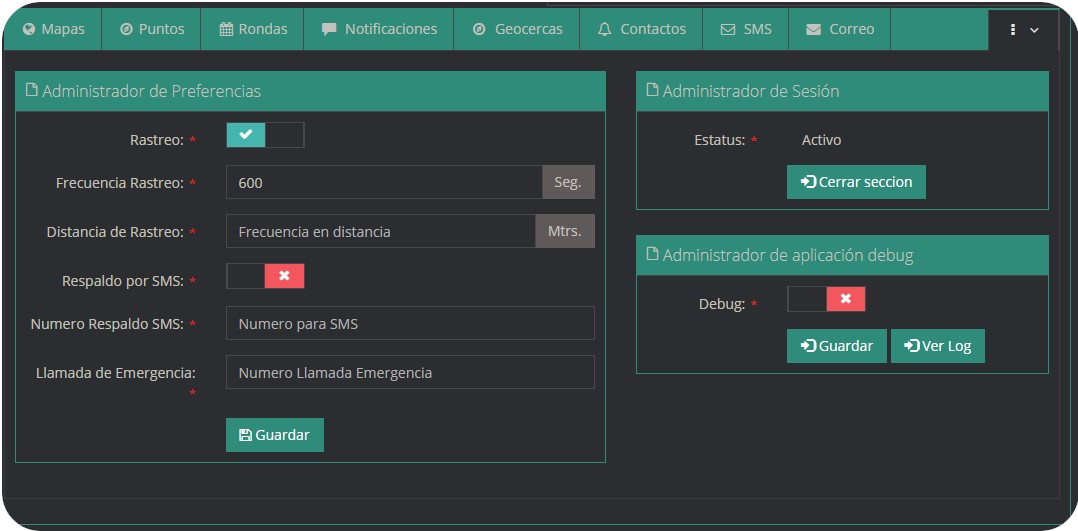 Mapas Puntos Rondas Notificaciones Geocercas Contactos SMS Correo
Administrador de Preferencias
Rastreo: *
Frecuencia Rastreo: * 600 Seg.
Distancia de Rastreo: * Frecuencia en distancia Mtrs.
Respaldo por SMS: *
Numero Respaldo SMS: * Numero para SMS
Llamada de Emergencia: Numero Llamada Emergencia
*
Guardar
Administrador de Sesión
Estatus: * Activo
Cerrar seccion
Administrador de aplicación debug
Debug: *
Guardar Ver Log